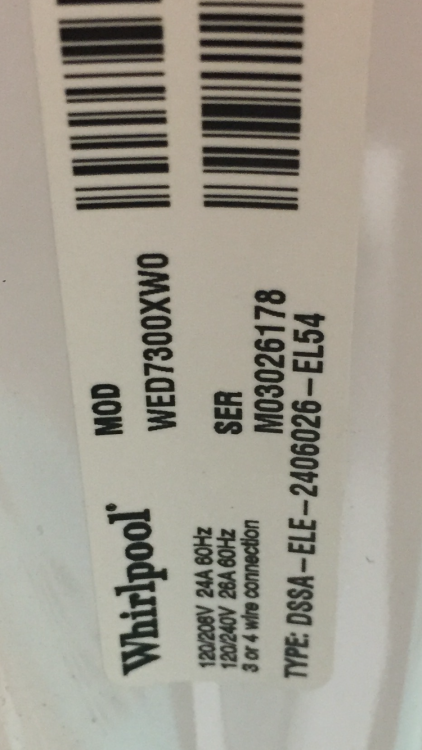 Whirlpool®
MOD
WED7300XW0
SER
M03026178
120/208V 24A 60Hz
120/240V 26A 60Hz
3 or 4 wire connection
TYPE: DSSA-ELE-2406026-EL54